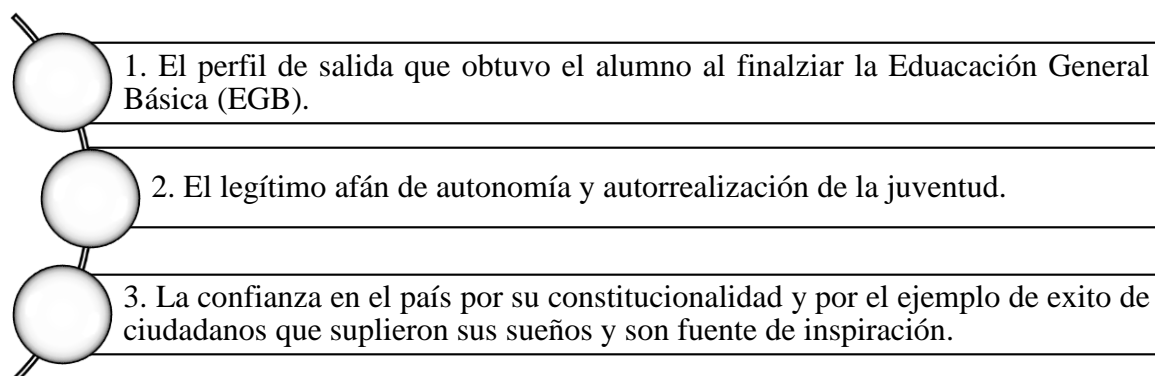 1. El perfil de salida que obtuvo el alumno al finalziar la Eduacación General
Básica (EGB).
2. El legítimo afán de autonomía y autorrealización de la juventud.
3. La confianza en el país por su constitucionalidad y por el ejemplo de exito de
ciudadanos que suplieron sus sueños y son fuente de inspiración.